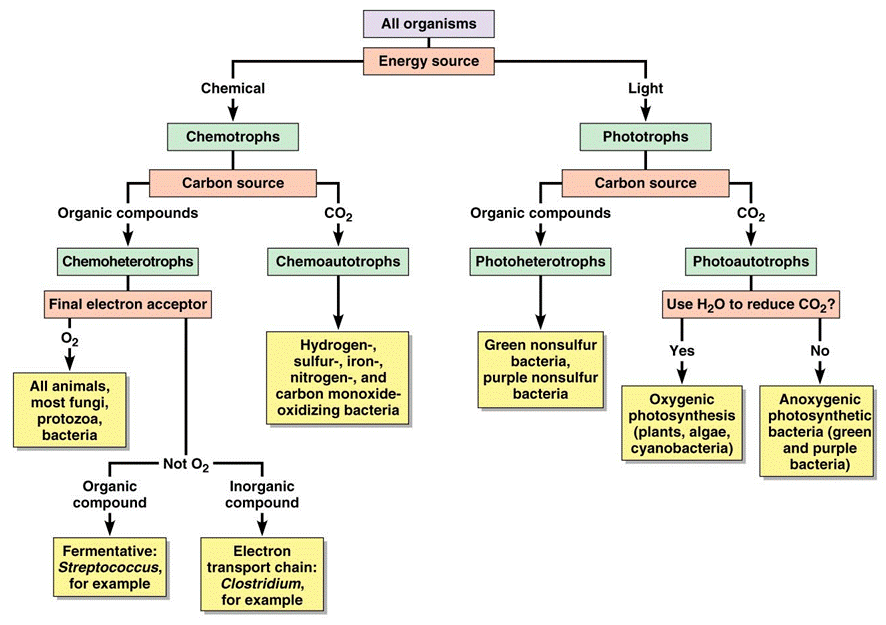 All organisms
Energy source
Chemical
Light
Chemotrophs
Phototrophs
Carbon source
Carbon source
Organic compounds
CO₂
Organic compounds
CO₂
Chemoheterotrophs
Chemoautotrophs
Photoheterotrophs
Photoautotrophs
Final electron acceptor
Use H₂O to reduce CO₂?
O₂
Yes
No
All animals,
most fungi,
protozoa,
bacteria
Hydrogen-,
sulfur-, iron-,
nitrogen-, and
carbon monoxide-
oxidizing bacteria
Green nonsulfur
bacteria,
purple nonsulfur
bacteria
Oxygenic
photosynthesis
(plants, algae,
cyanobacteria)
Anoxygenic
photosynthetic
bacteria (green
and purple
bacteria)
Not O₂
Organic
compound
Inorganic
compound
Fermentative:
Streptococcus,
for example
Electron
transport chain:
Clostridium,
for example